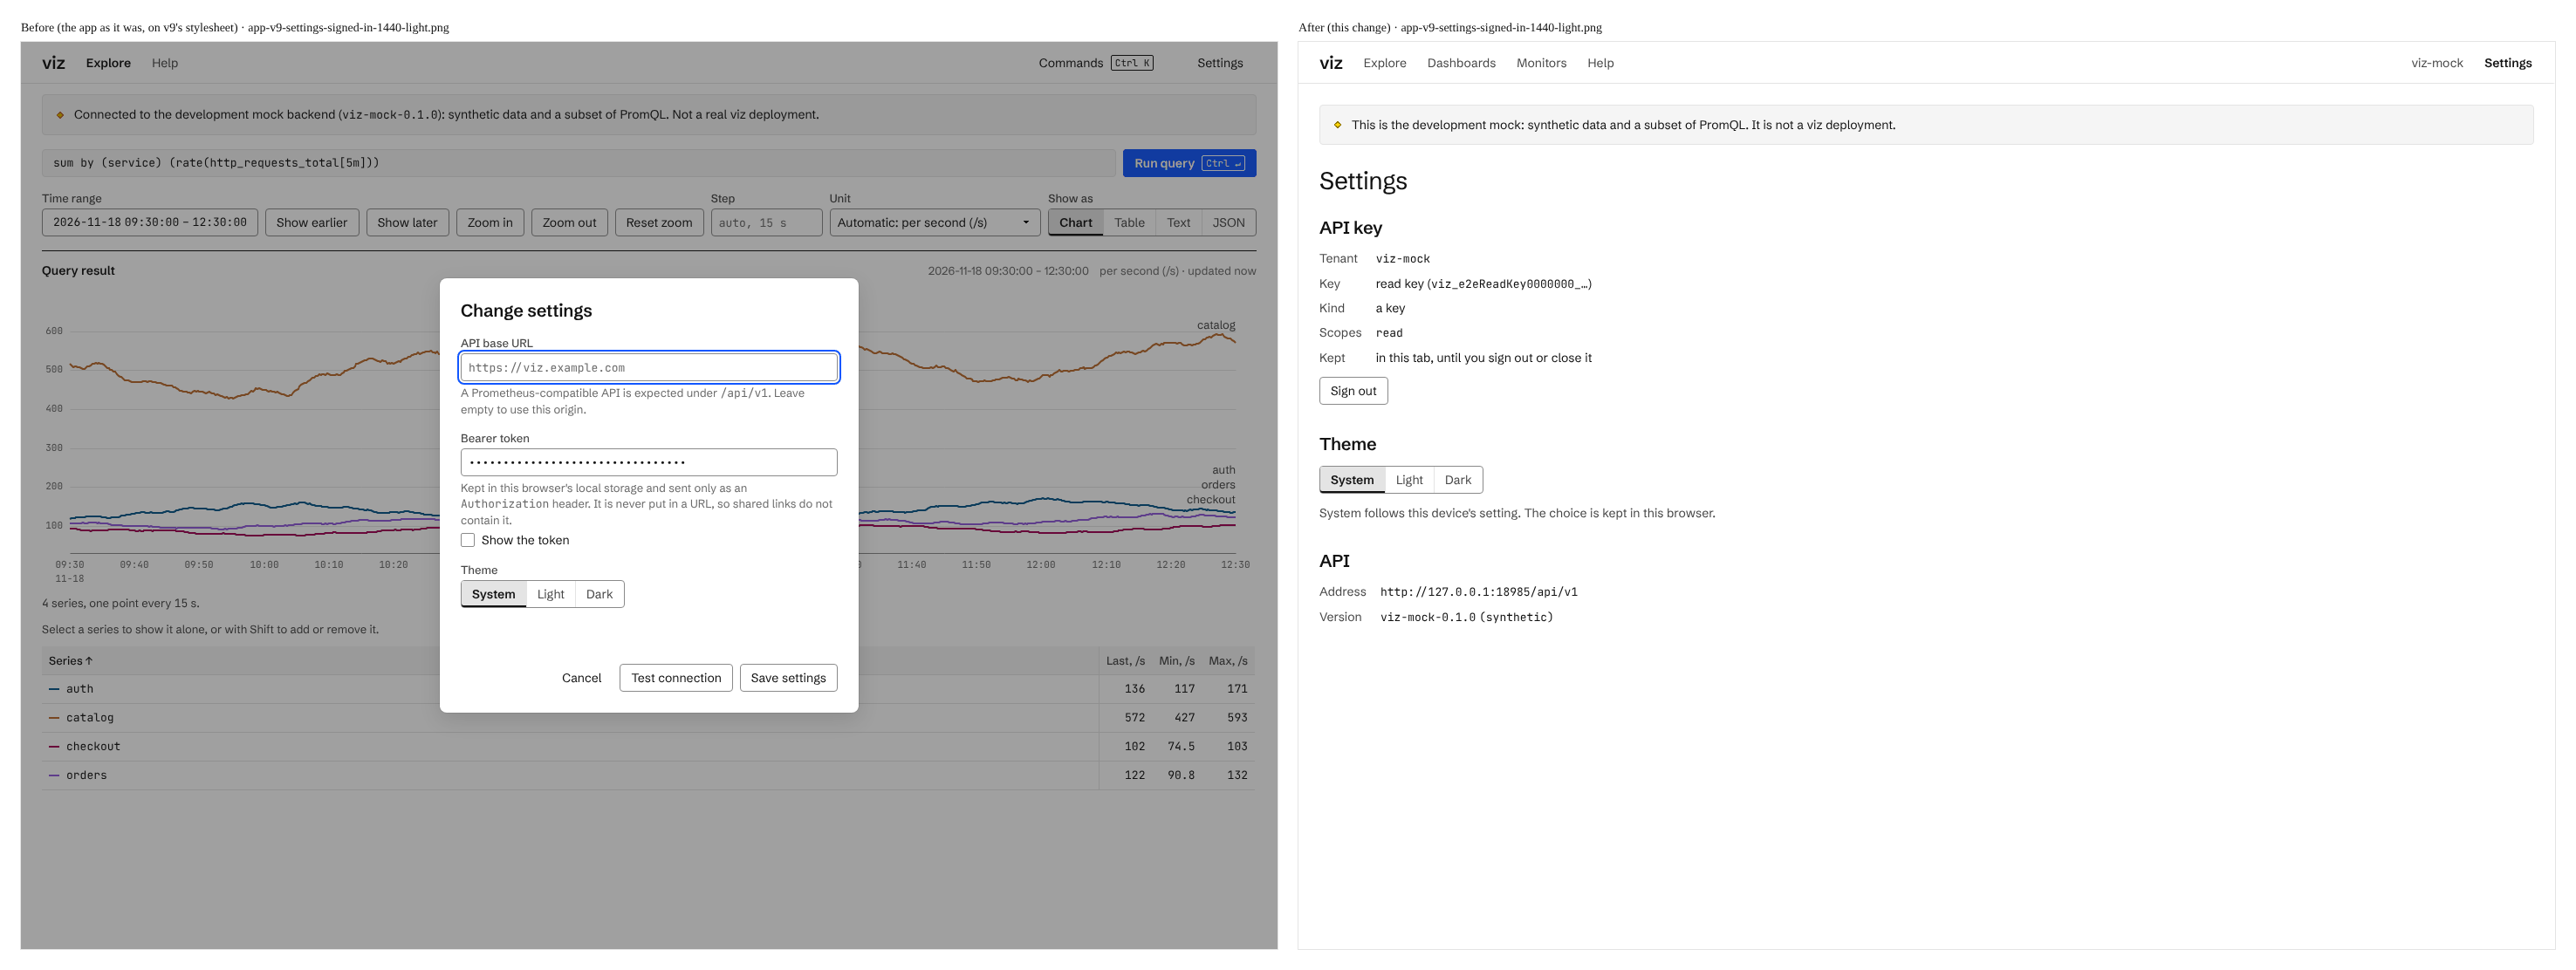 Before (the app as it was, on v9's stylesheet) · app-v9-settings-signed-in-1440-light.png
viz Explore Help Commands Ctrl K Settings
Connected to the development mock backend (viz-mock-0.1.0): synthetic data and a subset of PromQL. Not a real viz deployment.
sum by (service) (rate(http_requests_total[5m])) Run query Ctrl ↵
Time range Step Unit Show as
2026-11-18 09:30:00 – 12:30:00 Show earlier Show later Zoom in Zoom out Reset zoom auto, 15 s Automatic: per second (/s) Chart Table Text JSON
Query result 2026-11-18 09:30:00 – 12:30:00 per second (/s) · updated now
600
500
400
300
200
100
catalog
auth
orders
checkout
09:30 09:40 09:50 10:00 10:10 10:20 11:40 11:50 12:00 12:10 12:20 12:30
11-18
4 series, one point every 15 s.
Select a series to show it alone, or with Shift to add or remove it.
Series ↑ Last, /s Min, /s Max, /s
auth 136 117 171
catalog 572 427 593
checkout 102 74.5 103
orders 122 90.8 132
Change settings
API base URL
https://viz.example.com
A Prometheus-compatible API is expected under /api/v1. Leave
empty to use this origin.
Bearer token
••••••••••••••••••••••••••••••••
Kept in this browser's local storage and sent only as an
Authorization header. It is never put in a URL, so shared links do not
contain it.
Show the token
Theme
System Light Dark
Cancel Test connection Save settings
After (this change) · app-v9-settings-signed-in-1440-light.png
viz Explore Dashboards Monitors Help viz-mock Settings
This is the development mock: synthetic data and a subset of PromQL. It is not a viz deployment.
Settings
API key
Tenant viz-mock
Key read key (viz_e2eReadKey0000000_…)
Kind a key
Scopes read
Kept in this tab, until you sign out or close it
Sign out
Theme
System Light Dark
System follows this device's setting. The choice is kept in this browser.
API
Address http://127.0.0.1:18985/api/v1
Version viz-mock-0.1.0 (synthetic)